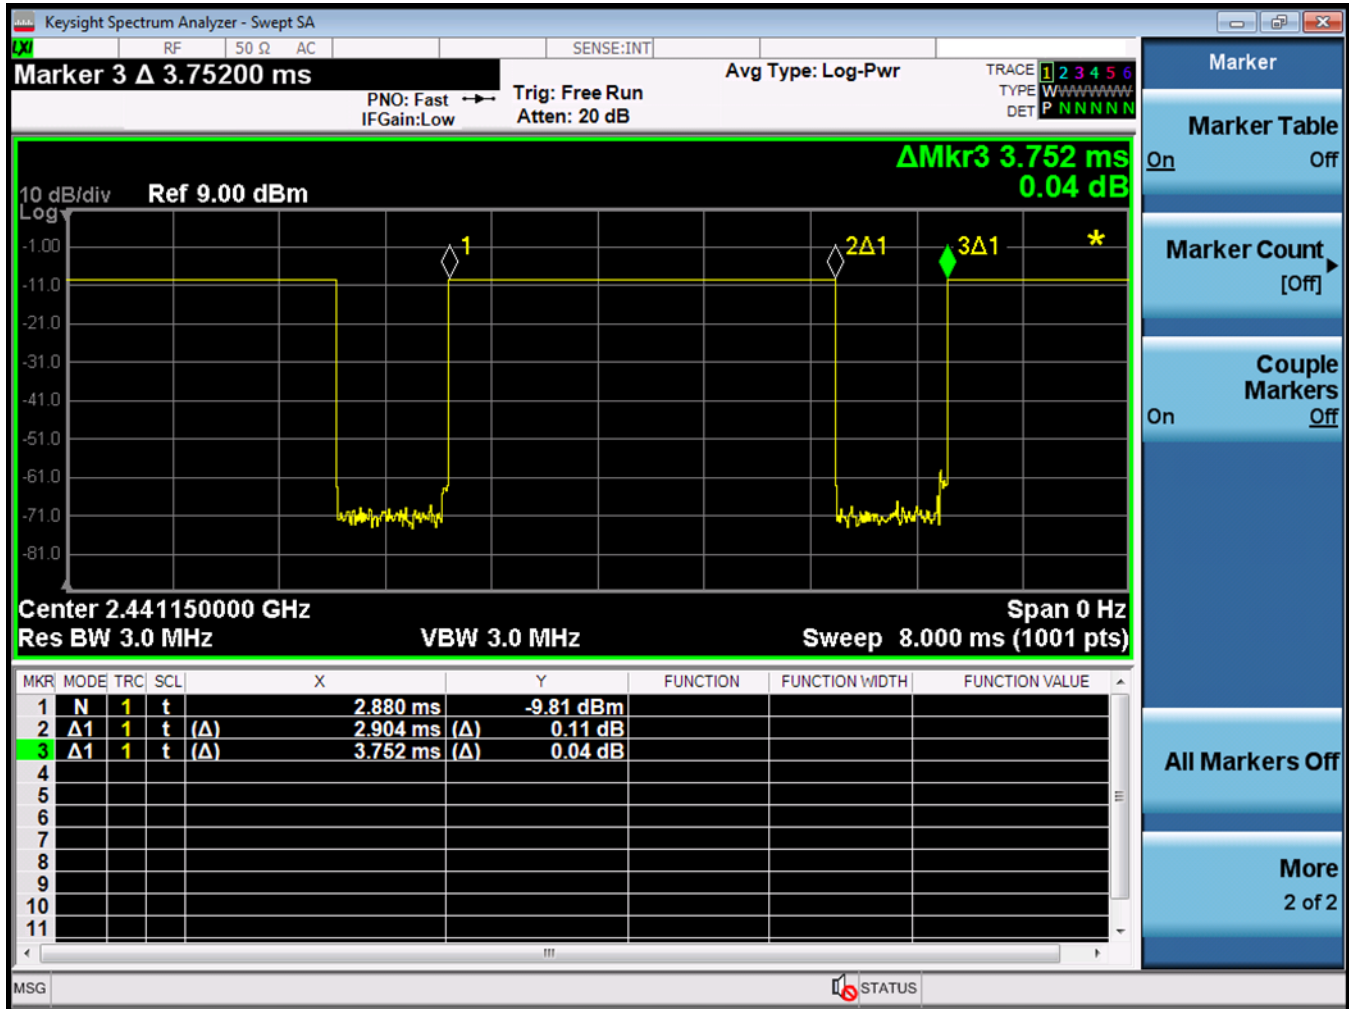 Keysight Spectrum Analyzer - Swept SA
LXI RF 50 Ω AC SENSE:INT
Marker 3 Δ 3.75200 ms
PNO: Fast
IFGain:Low
Trig: Free Run
Atten: 20 dB
Avg Type: Log-Pwr
TRACE 1 2 3 4 5 6
TYPE W W W W W W
DET P N N N N N
ΔMkr3 3.752 ms
0.04 dB
10 dB/div Ref 9.00 dBm
Log
1 2Δ1 3Δ1 *
-1.00
-11.0
-21.0
-31.0
-41.0
-51.0
-61.0
-71.0
-81.0
Center 2.441150000 GHz Span 0 Hz
Res BW 3.0 MHz VBW 3.0 MHz Sweep 8.000 ms (1001 pts)
MKR MODE TRC SCL X Y FUNCTION FUNCTION WIDTH FUNCTION VALUE
1 N 1 t 2.880 ms -9.81 dBm
2 Δ1 1 t (Δ) 2.904 ms (Δ) 0.11 dB
3 Δ1 1 t (Δ) 3.752 ms (Δ) 0.04 dB
4
5
6
7
8
9
10
11
MSG STATUS
Marker
Marker Table
On Off
Marker Count
[Off]
Couple
Markers
On Off
All Markers Off
More
2 of 2